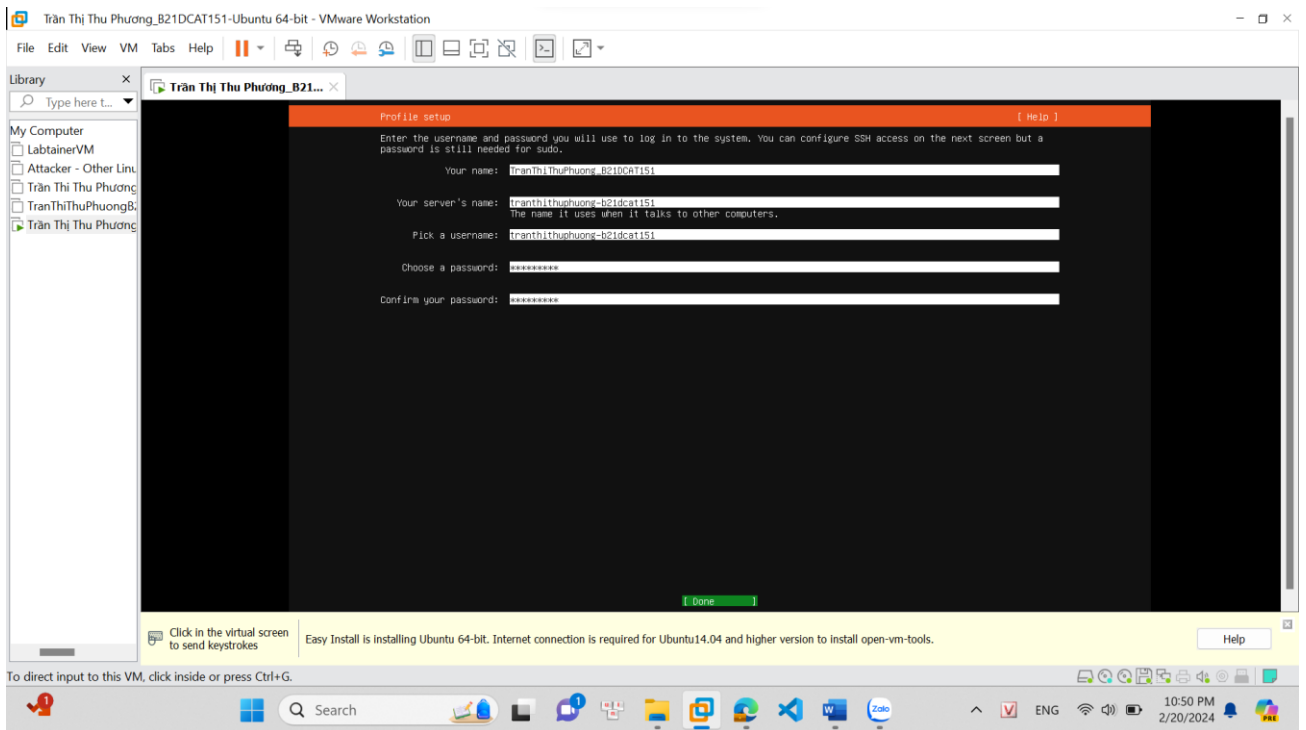 Trần Thị Thu Phương_B21DCAT151-Ubuntu 64-bit - VMware Workstation
File Edit View VM Tabs Help
Library
Trần Thị Thu Phương_B21...
Type here t...
My Computer
LabtainerVM
Attacker - Other Linu
Trần Thi Thu Phương
TranThiThuPhuongB2
Trần Thị Thu Phương
Profile setup [ Help ]
Enter the username and password you will use to log in to the system. You can configure SSH access on the next screen but a
password is still needed for sudo.
Your name: TranThiThuPhuong_B21DCAT151
Your server's name: tranthithuphuong-b21dcat151
The name it uses when it talks to other computers.
Pick a username: tranthithuphuong-b21dcat151
Choose a password: *********
Confirm your password: *********
[ Done ]
Click in the virtual screen
to send keystrokes
Easy Install is installing Ubuntu 64-bit. Internet connection is required for Ubuntu14.04 and higher version to install open-vm-tools.
Help
To direct input to this VM, click inside or press Ctrl+G.
1
Search
1
Zalo
V
ENG
10:50 PM
2/20/2024
PRE